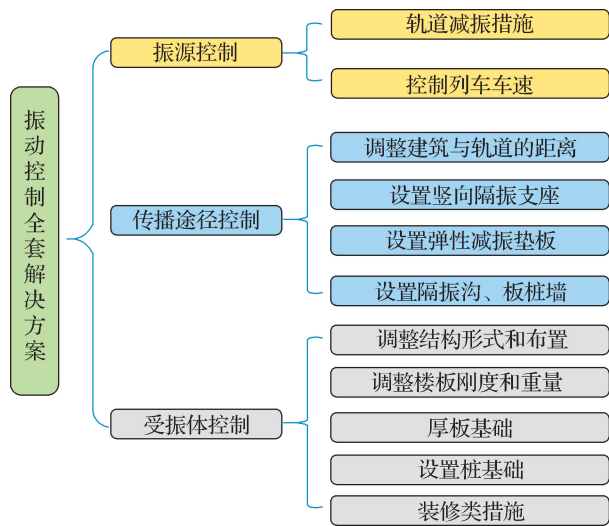 振动控制全套解决方案
振源控制
轨道减振措施
控制列车车速
传播途径控制
调整建筑与轨道的距离
设置竖向隔振支座
设置弹性减振垫板
设置隔振沟、板桩墙
受振体控制
调整结构形式和布置
调整楼板刚度和重量
厚板基础
设置桩基础
装修类措施